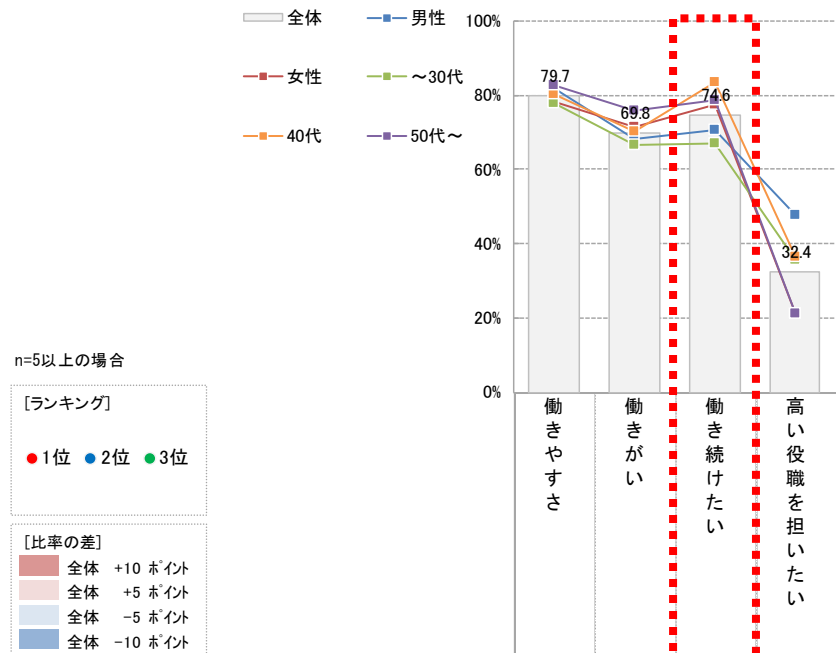 全体
男性
女性
～30代
40代
50代～
100%
80%
60%
40%
20%
0%
79.7
69.8
74.6
32.4
働きやすさ
働きがい
働き続けたい
高い役職を担いたい
n=5以上の場合
[ランキング]
1位 2位 3位
[比率の差]
全体 +10 ﾎﾟｲﾝﾄ
全体 +5 ﾎﾟｲﾝﾄ
全体 -5 ﾎﾟｲﾝﾄ
全体 -10 ﾎﾟｲﾝﾄ